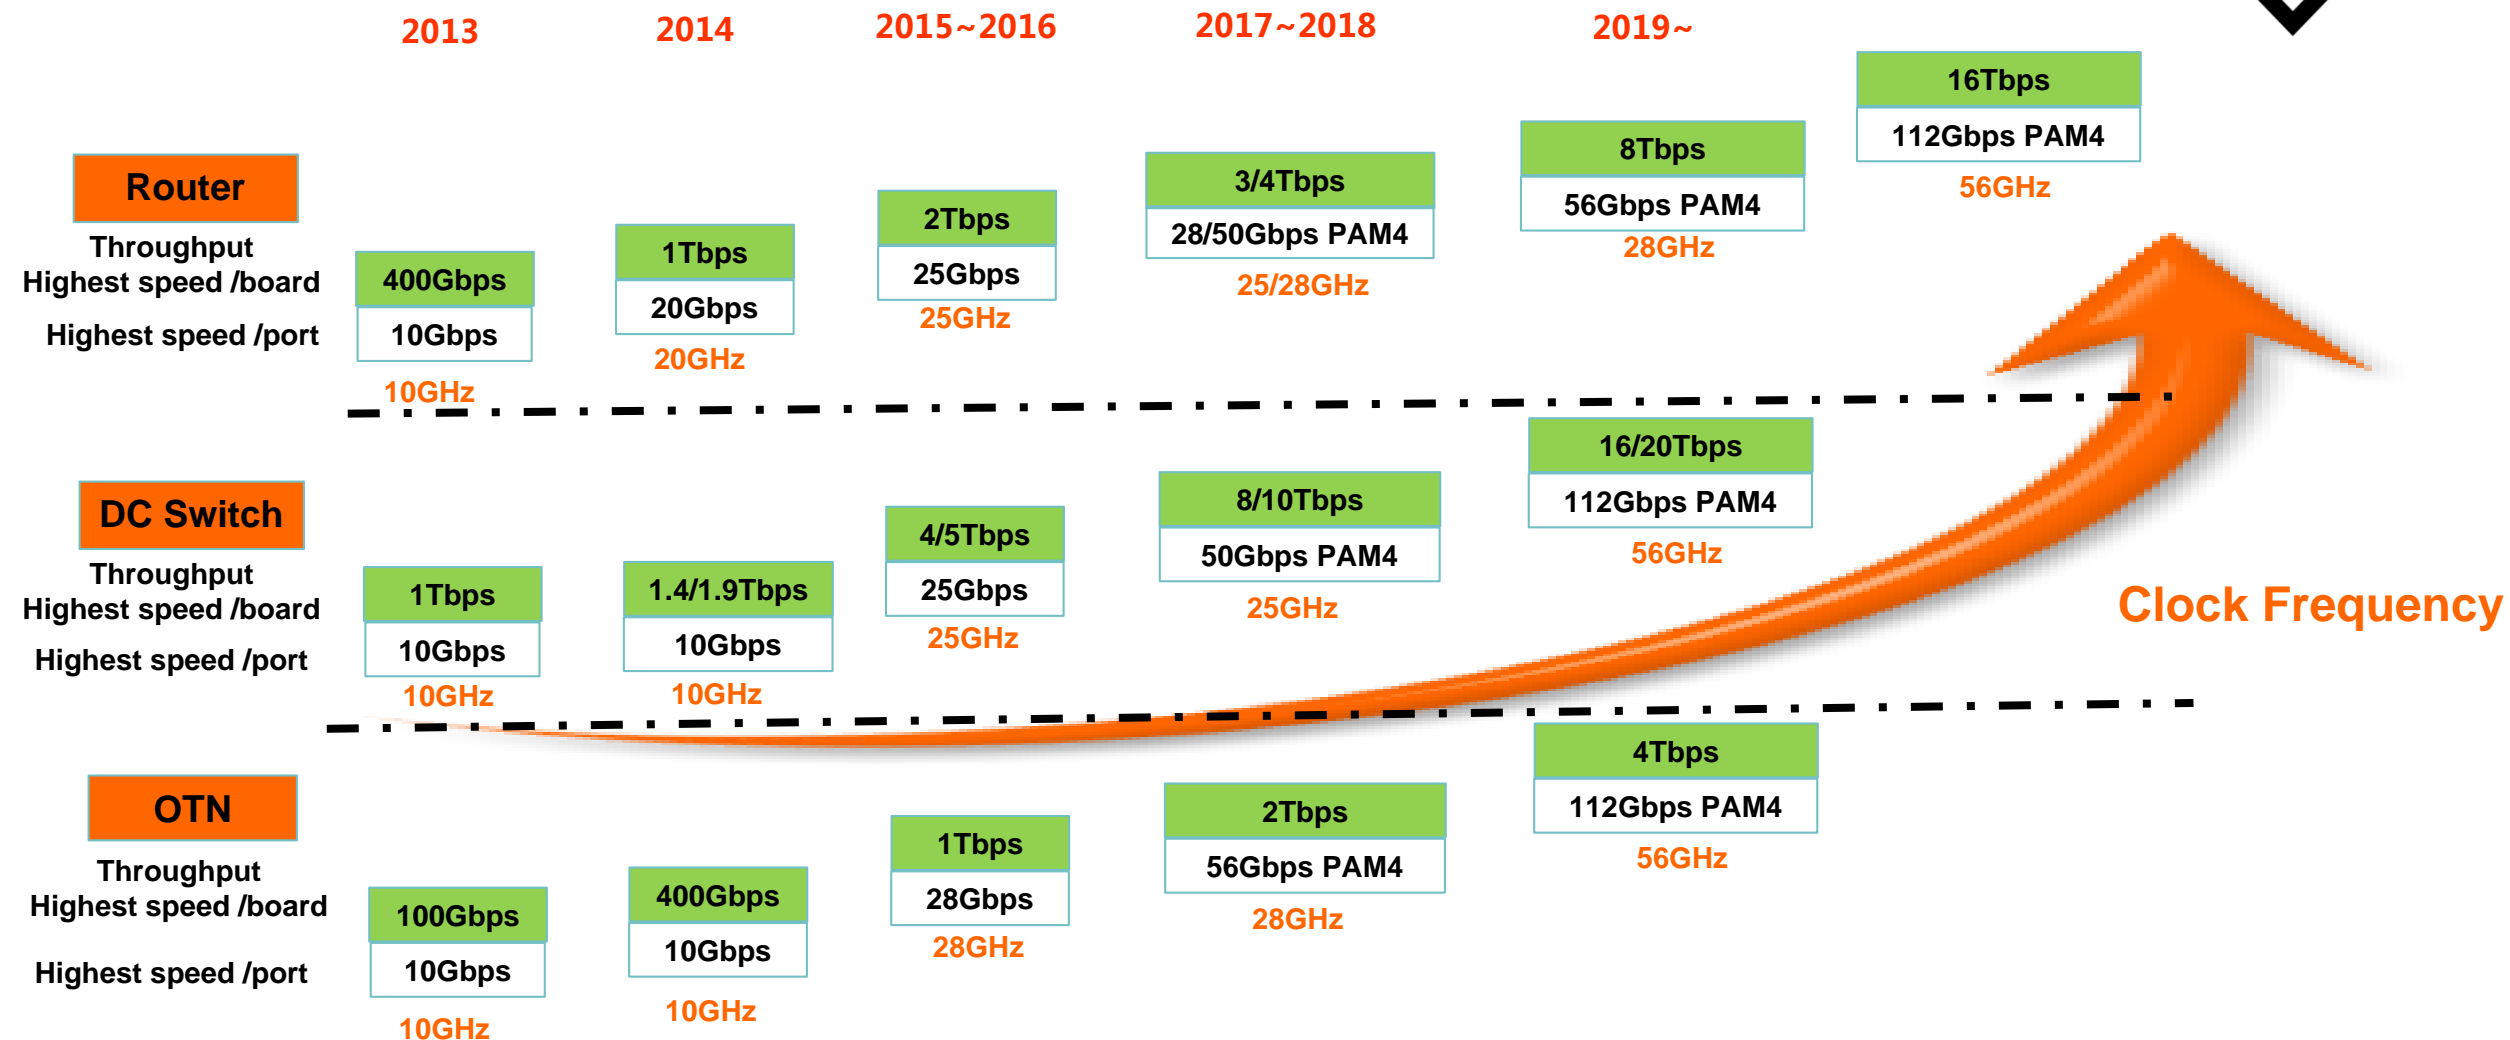 2013
2014
2015~2016
2017~2018
2019~
Router
Throughput
Highest speed /board
Highest speed /port
400Gbps
10Gbps
10GHz
1Tbps
20Gbps
20GHz
2Tbps
25Gbps
25GHz
3/4Tbps
28/50Gbps PAM4
25/28GHz
8Tbps
56Gbps PAM4
28GHz
16Tbps
112Gbps PAM4
56GHz
DC Switch
Throughput
Highest speed /board
Highest speed /port
1Tbps
10Gbps
10GHz
1.4/1.9Tbps
10Gbps
10GHz
4/5Tbps
25Gbps
25GHz
8/10Tbps
50Gbps PAM4
25GHz
16/20Tbps
112Gbps PAM4
56GHz
Clock Frequency
OTN
Throughput
Highest speed /board
Highest speed /port
100Gbps
10Gbps
10GHz
400Gbps
10Gbps
10GHz
1Tbps
28Gbps
28GHz
2Tbps
56Gbps PAM4
28GHz
4Tbps
112Gbps PAM4
56GHz